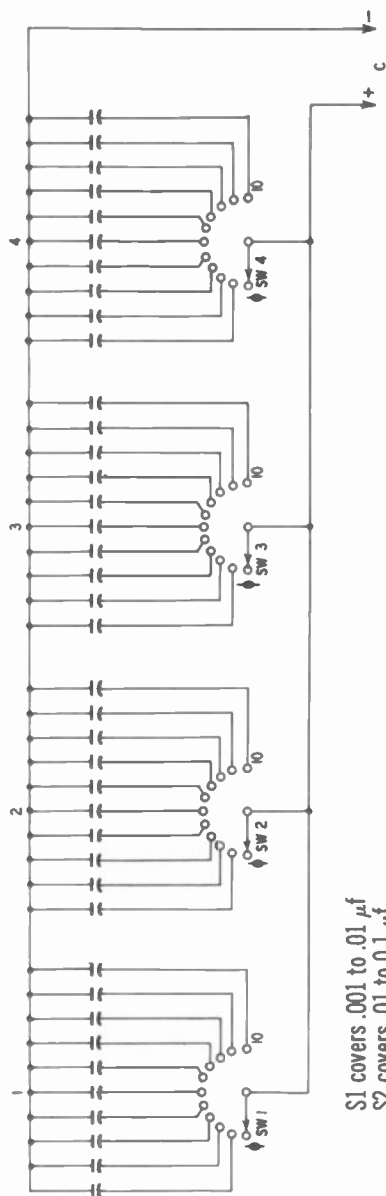 1 2 3 4
10 10 10 10
ϕ SW 1 ϕ SW 2 ϕ SW 3 ϕ SW 4
+ −
C
S1 covers .001 to .01 μf
S2 covers .01 to 0.1 μf